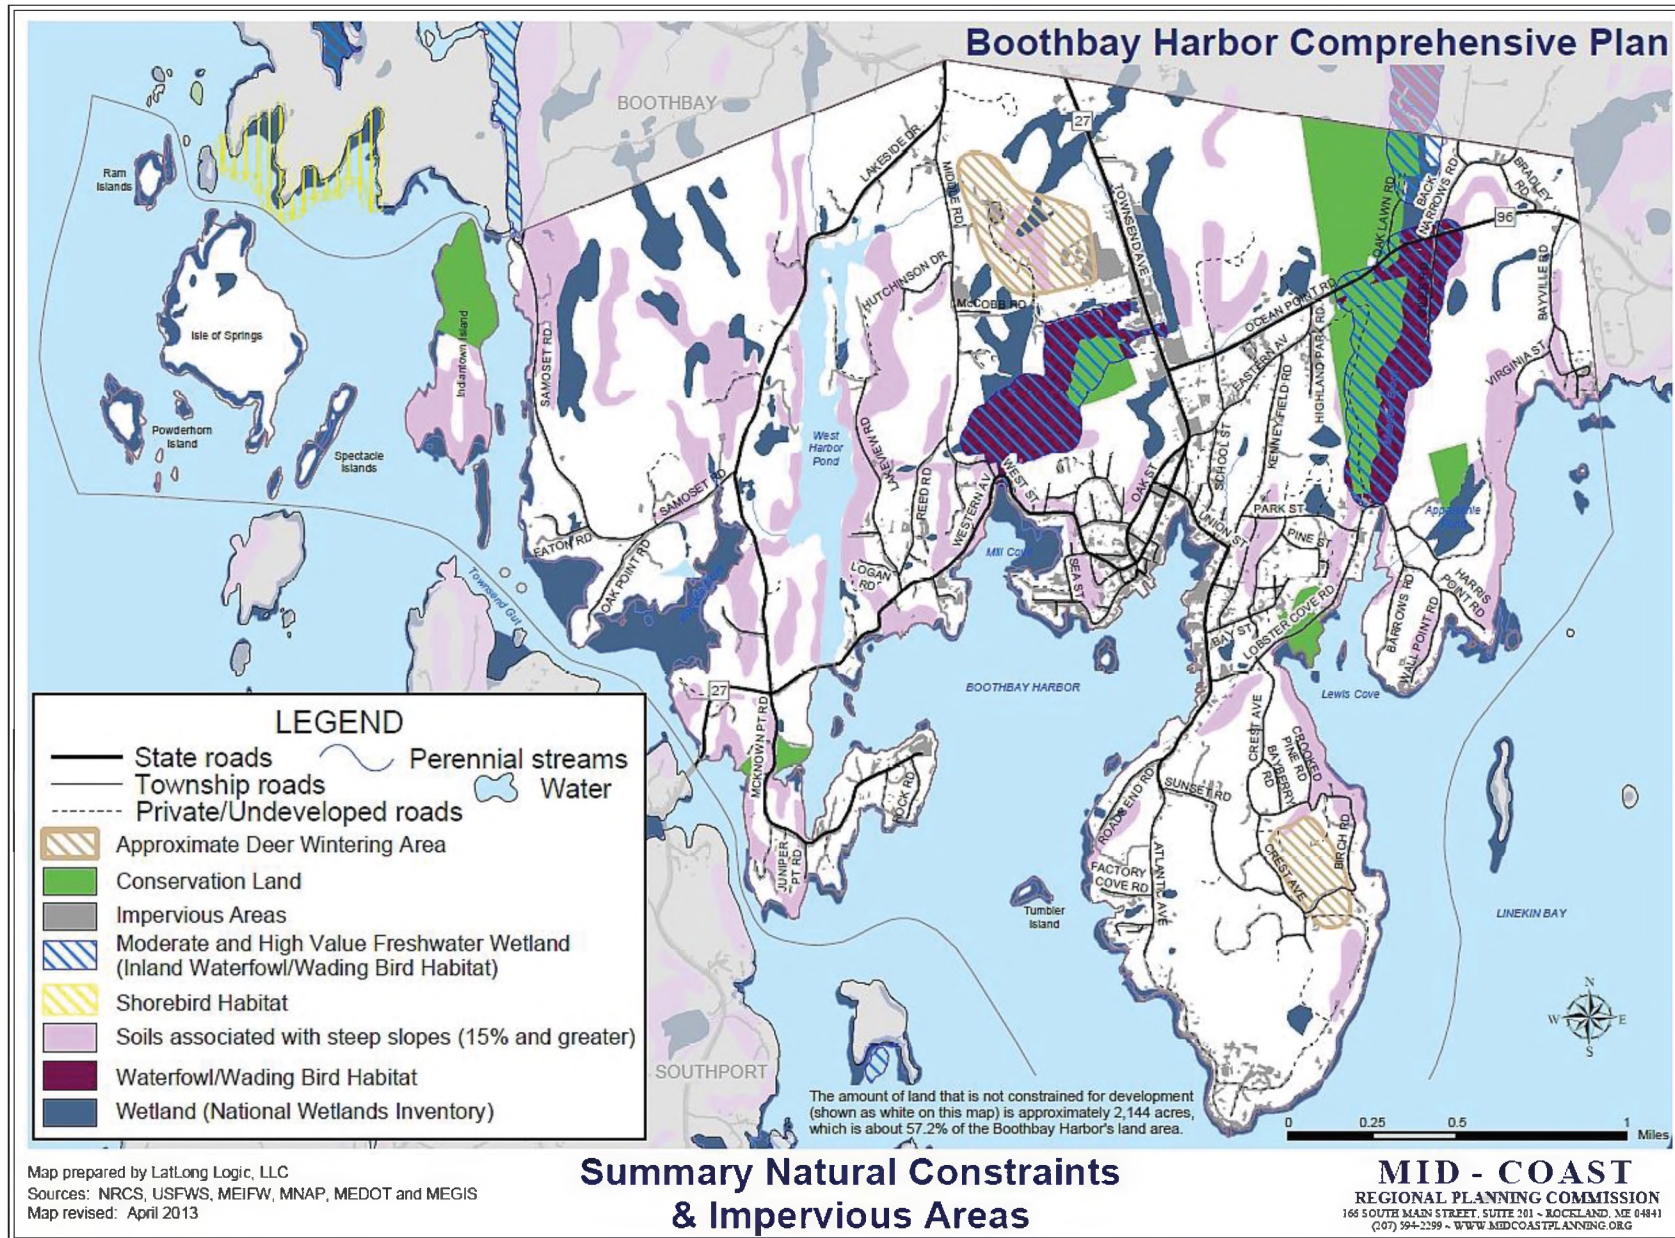 Boothbay Harbor Comprehensive Plan
BOOTHBAY
27
LAKESIDE DR
MIDDLE RD
TOWNSEND AVE
OAK LAWN RD
BACK
NARROWS RD
BRADLEY
RD
96
Ram
Islands
Isle of Springs
Indiantown Island
SAMOSET RD
HUTCHINSON DR
McCOBB RD
OCEAN POINT RD
EASTERN AV
HIGHLAND PARK RD
KENNEY FIELD RD
BAYVILLE RD
VIRGINIA ST
Powderhorn
Island
Spectacle
Islands
West
Harbor
Pond
LAKEVIEW RD
REED RD
WESTERN AV
WEST ST
OAK ST
SCHOOL ST
SAMOSET RD
EATON RD
OAK POINT RD
LOGAN
RD
Mill Cove
SEA ST
UNION ST
PARK ST
PINE ST
BAY ST
LOBSTER COVE RD
BARROWS RD
WALL POINT RD
HARRIS
POINT RD
Townsend Gut
BOOTHBAY HARBOR
Lewis Cove
27
MCKNOWN PT RD
ROCK RD
JUNIPER
PT RD
CREST AVE
BAYBERRY
RD
CROOKED
PINE RD
SUNSET RD
ROADS END RD
ATLANTIC AVE
FACTORY
COVE RD
CREST AVE
BIRCH RD
Tumbler
Island
LINEKIN BAY
SOUTHPORT
LEGEND
State roads
Perennial streams
Township roads
Water
Private/Undeveloped roads
Approximate Deer Wintering Area
Conservation Land
Impervious Areas
Moderate and High Value Freshwater Wetland
(Inland Waterfowl/Wading Bird Habitat)
Shorebird Habitat
Soils associated with steep slopes (15% and greater)
Waterfowl/Wading Bird Habitat
Wetland (National Wetlands Inventory)
The amount of land that is not constrained for development
(shown as white on this map) is approximately 2,144 acres,
which is about 57.2% of the Boothbay Harbor's land area.
N
W E
S
0 0.25 0.5 1
Miles
Map prepared by LatLong Logic, LLC
Sources: NRCS, USFWS, MEIFW, MNAP, MEDOT and MEGIS
Map revised: April 2013
Summary Natural Constraints
& Impervious Areas
MID - COAST
REGIONAL PLANNING COMMISSION
166 SOUTH MAIN STREET, SUITE 201 ~ ROCKLAND, ME 04841
(207) 594-2299 ~ WWW.MIDCOASTPLANNING.ORG